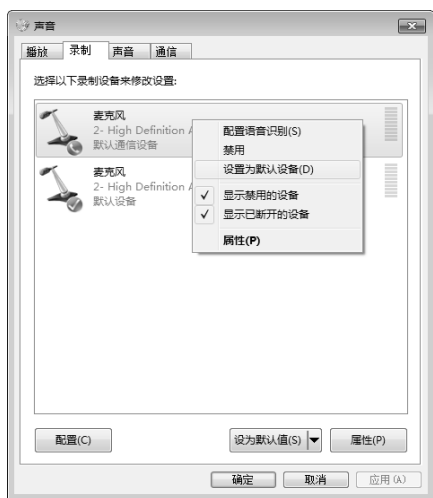 声音
播放 录制 声音 通信
选择以下录制设备来修改设置:
麦克风
2- High Definition A
默认通信设备
麦克风
2- High Definition A
默认设备
配置语音识别(S)
禁用
设置为默认设备(D)
✓ 显示禁用的设备
✓ 显示已断开的设备
属性(P)
配置(C) 设为默认值(S) 属性(P)
确定 取消 应用(A)